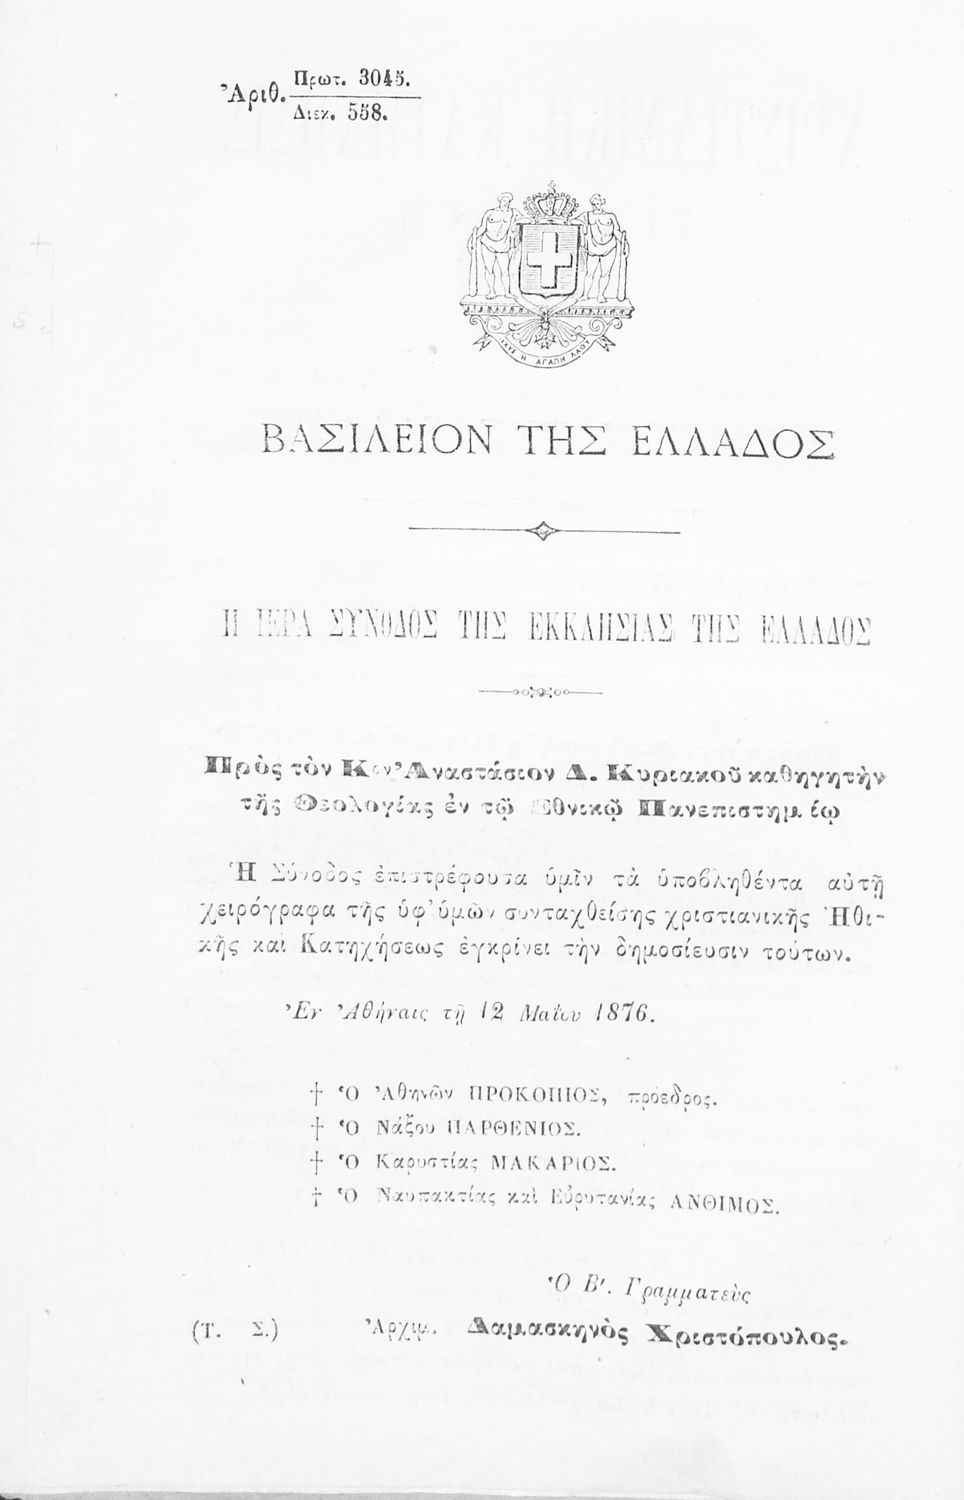 Ἀριθ. Πρωτ. 3045.
Διεκ. 558.
ΙΣΧΥΣ Η ΑΓΑΠΗ ΛΑΟΥ
ΒΑΣΙΛΕΙΟΝ ΤΗΣ ΕΛΛΑΔΟΣ
Η ΙΕΡΑ ΣΥΝΟΔΟΣ ΤΗΣ ΕΚΚΛΗΣΙΑΣ ΤΗΣ ΕΛΛΑΔΟΣ
Πρὸς τὸν Κον Ἀναστάσιον Δ. Κυριακοῦ καθηγητὴν
τῆς Θεολογίας ἐν τῷ Ἐθνικῷ Πανεπιστημίῳ
Ἡ Σύνοδος ἐπιστρέφουσα ὑμῖν τὰ ὑποβληθέντα αὐτῇ
χειρόγραφα τῆς ὑφ' ὑμῶν συνταχθείσης χριστιανικῆς Ἠθι-
κῆς καὶ Κατηχήσεως ἐγκρίνει τὴν δημοσίευσιν τούτων.
Ἐν Ἀθήναις τῇ 12 Μαΐου 1876.
† Ὁ Ἀθηνῶν ΠΡΟΚΟΠΙΟΣ, πρόεδρος.
† Ὁ Νάξου ΠΑΡΘΕΝΙΟΣ.
† Ὁ Καρυστίας ΜΑΚΑΡΙΟΣ.
† Ὁ Ναυπακτίας καὶ Εὐρυτανίας ΑΝΘΙΜΟΣ.
Ὁ Β'. Γραμματεὺς
(Τ. Σ.) Ἀρχιμ. Δαμασκηνὸς Χριστόπουλος.